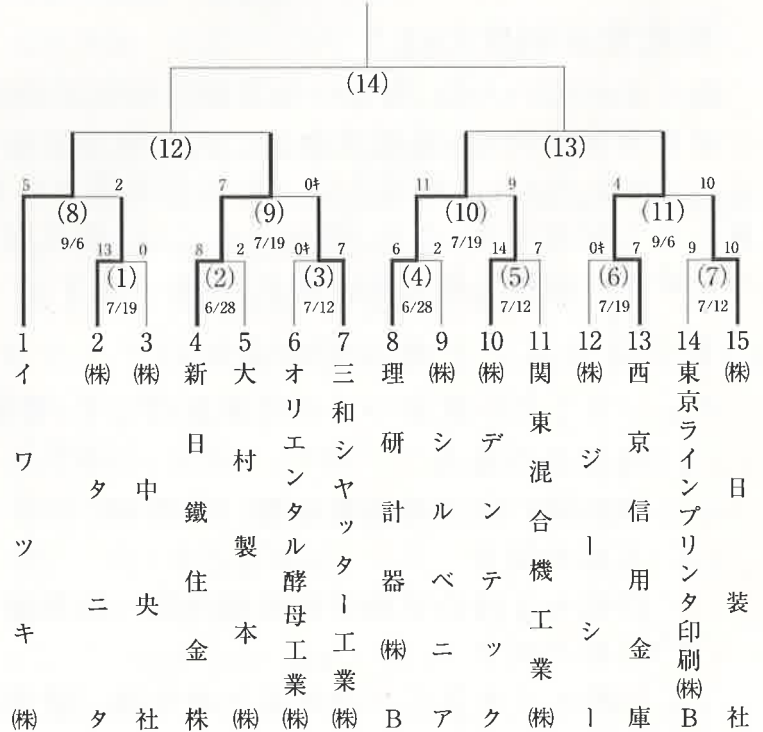 (14)
(12)
(13)
5 2 7 0ｷ 11 9 4 10
(8) (9) (10) (11)
9/6 7/19 7/19 9/6
13 0 8 2 0ｷ 7 6 2 14 7 0ｷ 7 9 10
(1) (2) (3) (4) (5) (6) (7)
7/19 6/28 7/12 6/28 7/12 7/19 7/12
1 イワツキ㈱
2 ㈱タニタ
3 ㈱中央社
4 新日鐵住金株
5 大村製本㈱
6 オリエンタル酵母工業㈱
7 三和シヤッター工業㈱
8 理研計器㈱B
9 ㈱シルベニア
10 ㈱デンテック
11 関東混合機工業㈱
12 ㈱ジーシー
13 西京信用金庫
14 東京ラインプリンタ印刷㈱B
15 ㈱日装社